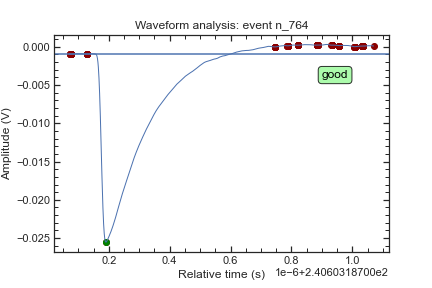 Waveform analysis: event n_764
0.000
−0.005
−0.010
−0.015
−0.020
−0.025
Amplitude (V)
good
0.2 0.4 0.6 0.8 1.0
Relative time (s)
1e−6+2.4060318700e2